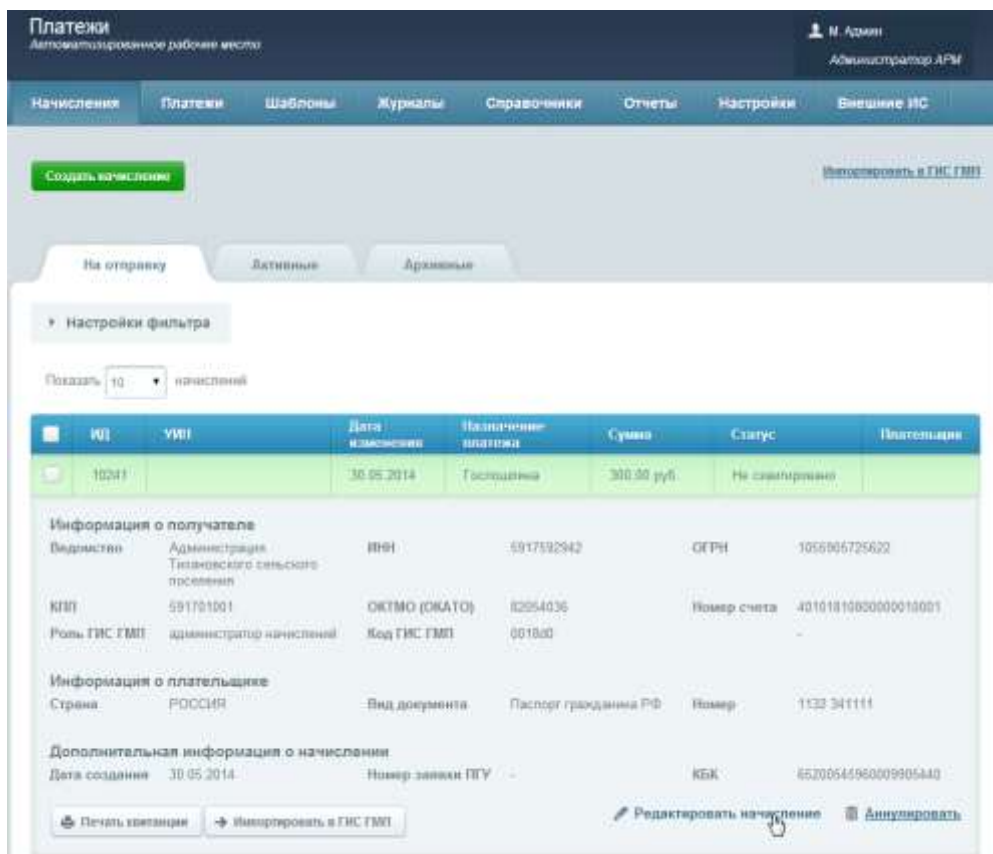 Платежи
Автоматизированное рабочее место
М. Админ
Администратор АРМ
Начисления Платежи Шаблоны Журналы Справочники Отчеты Настройки Внешние ИС
Создать начисление Импортировать в ГИС ГМП
На отправку Активные Архивные
Настройки фильтра
Показать 10 начислений
ИД УИН Дата изменения Назначение платежа Сумма Статус Плательщик
10241 30.05.2014 Госпошлина 300.00 руб. Не сквитировано
Информация о получателе
Ведомство Администрация ИНН 5917592942 ОГРН 1055905725622
сельского
поселения
КПП 591701001 ОКТМО (ОКАТО) 82054036 Номер счета 40101810800000010001
Роль ГИС ГМП администратор начислений Код ГИС ГМП 0018d0 -
Информация о плательщике
Страна РОССИЯ Вид документа Паспорт гражданина РФ Номер 1132 341111
Дополнительная информация о начислении
Дата создания 30.05.2014 Номер заявки ПГУ - КБК 65200545960009905440
Печать квитанции Импортировать в ГИС ГМП Редактировать начисление Аннулировать